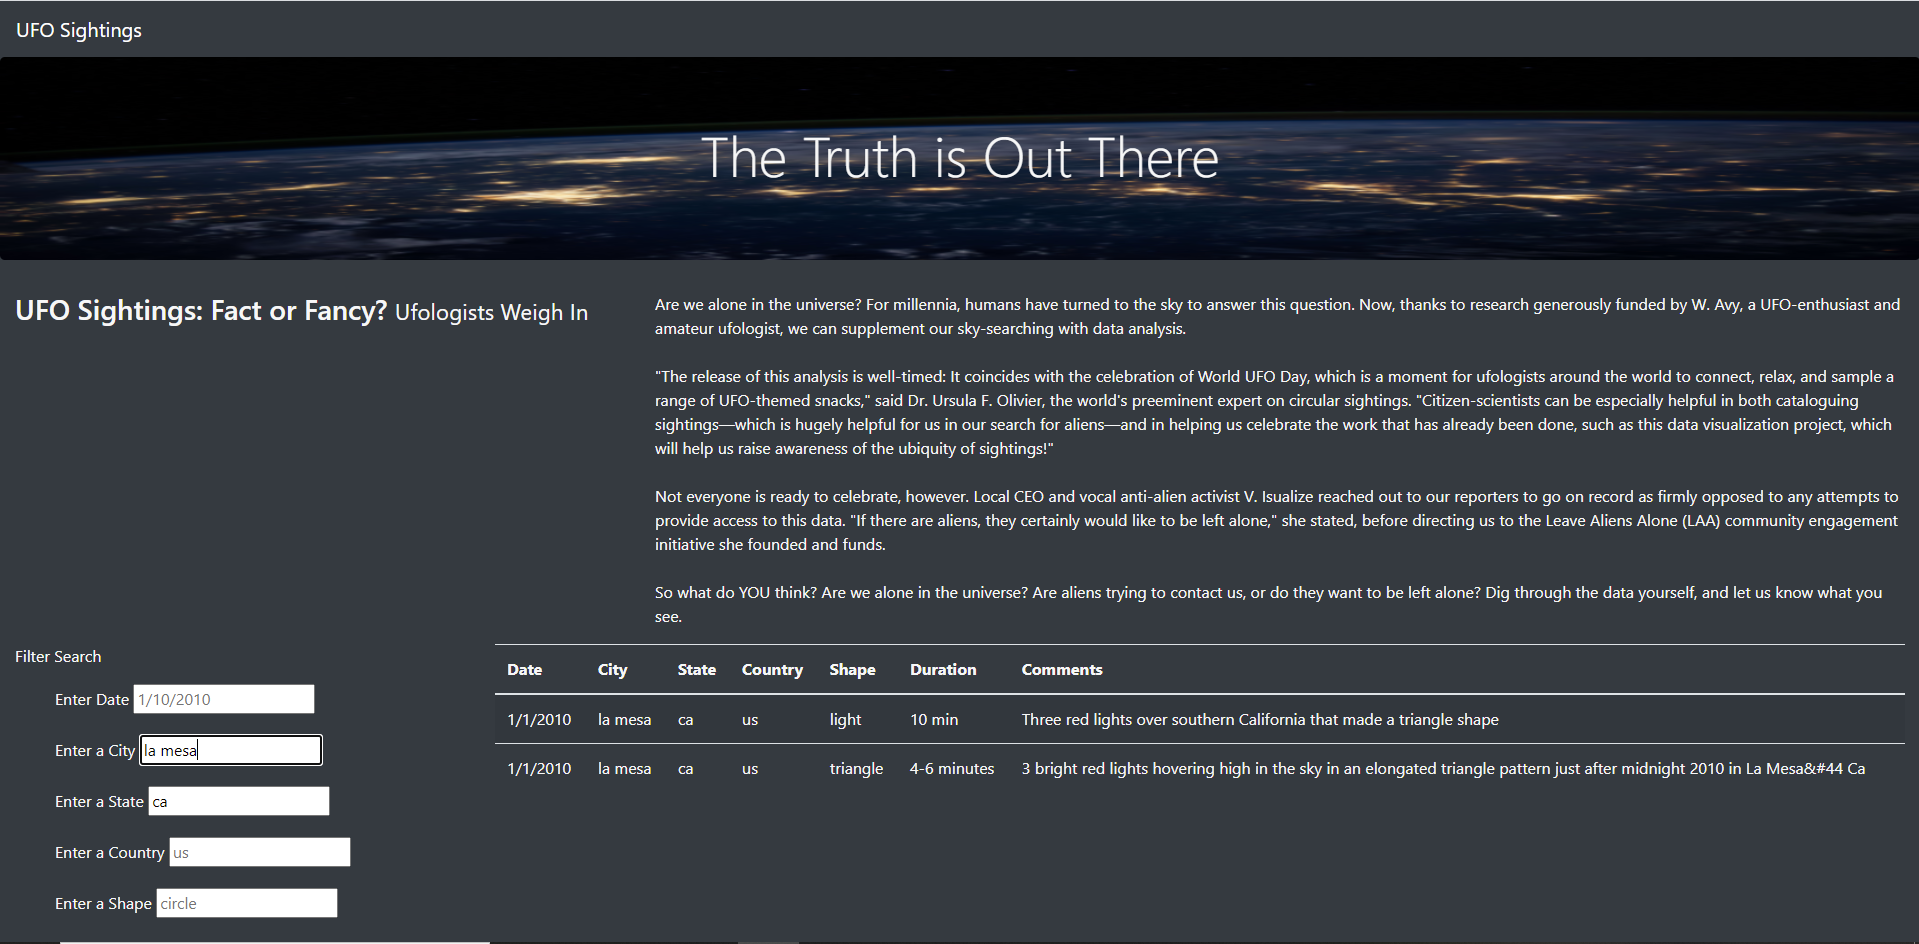 UFO Sightings
The Truth is Out There
UFO Sightings: Fact or Fancy? Ufologists Weigh In
Are we alone in the universe? For millennia, humans have turned to the sky to answer this question. Now, thanks to research generously funded by W. Avy, a UFO-enthusiast and
amateur ufologist, we can supplement our sky-searching with data analysis.
"The release of this analysis is well-timed: It coincides with the celebration of World UFO Day, which is a moment for ufologists around the world to connect, relax, and sample a
range of UFO-themed snacks," said Dr. Ursula F. Olivier, the world's preeminent expert on circular sightings. "Citizen-scientists can be especially helpful in both cataloguing
sightings—which is hugely helpful for us in our search for aliens—and in helping us celebrate the work that has already been done, such as this data visualization project, which
will help us raise awareness of the ubiquity of sightings!"
Not everyone is ready to celebrate, however. Local CEO and vocal anti-alien activist V. Isualize reached out to our reporters to go on record as firmly opposed to any attempts to
provide access to this data. "If there are aliens, they certainly would like to be left alone," she stated, before directing us to the Leave Aliens Alone (LAA) community engagement
initiative she founded and funds.
So what do YOU think? Are we alone in the universe? Are aliens trying to contact us, or do they want to be left alone? Dig through the data yourself, and let us know what you
see.
Filter Search
Enter Date 1/10/2010
Enter a City la mesa
Enter a State ca
Enter a Country us
Enter a Shape circle
Date City State Country Shape Duration Comments
1/1/2010 la mesa ca us light 10 min Three red lights over southern California that made a triangle shape
1/1/2010 la mesa ca us triangle 4-6 minutes 3 bright red lights hovering high in the sky in an elongated triangle pattern just after midnight 2010 in La Mesa&#44 Ca